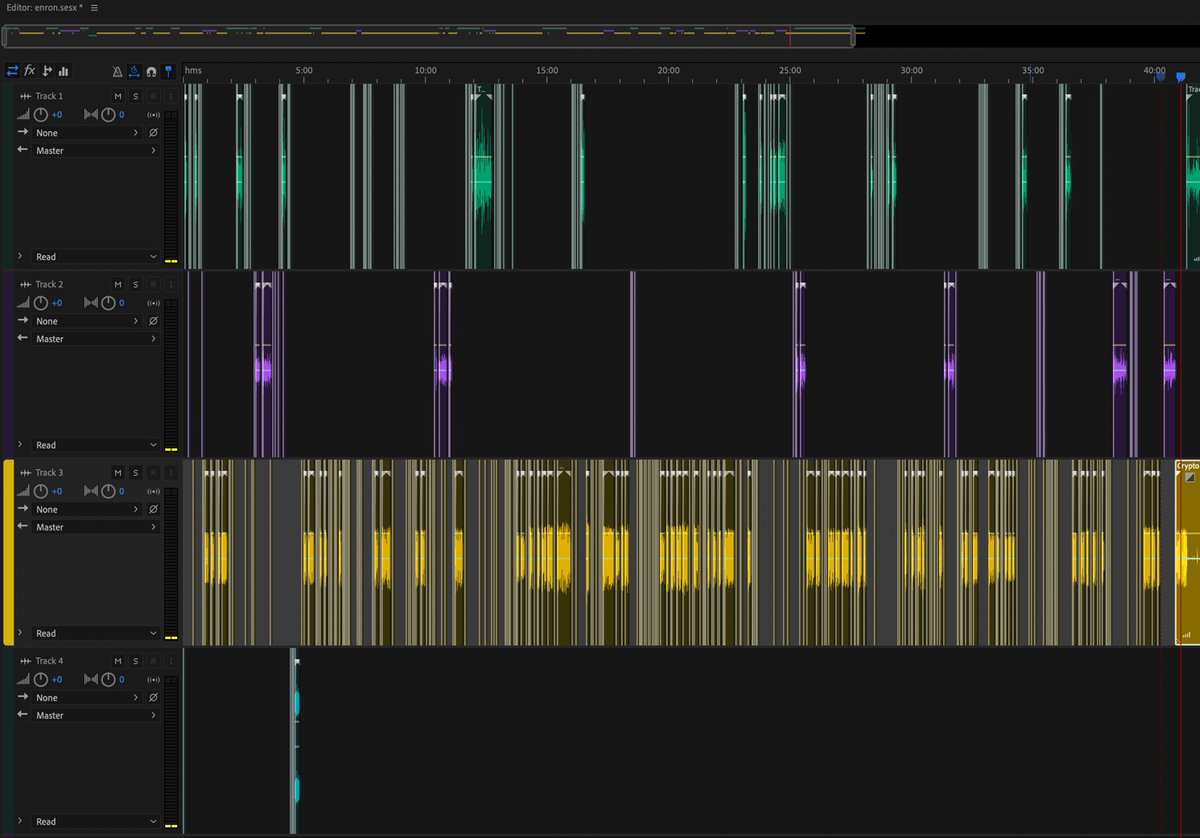 Editor: enron.sesx *
fx
hms 5:00 10:00 15:00 20:00 25:00 30:00 35:00 40:00
Track 1 M S R I
+0 0
None
Master
Read
T...
Trac
Track 2 M S R I
+0 0
None
Master
Read
Track 3 M S R I
+0 0
None
Master
Read
Crypto
Track 4 M S R I
+0 0
None
Master
Read